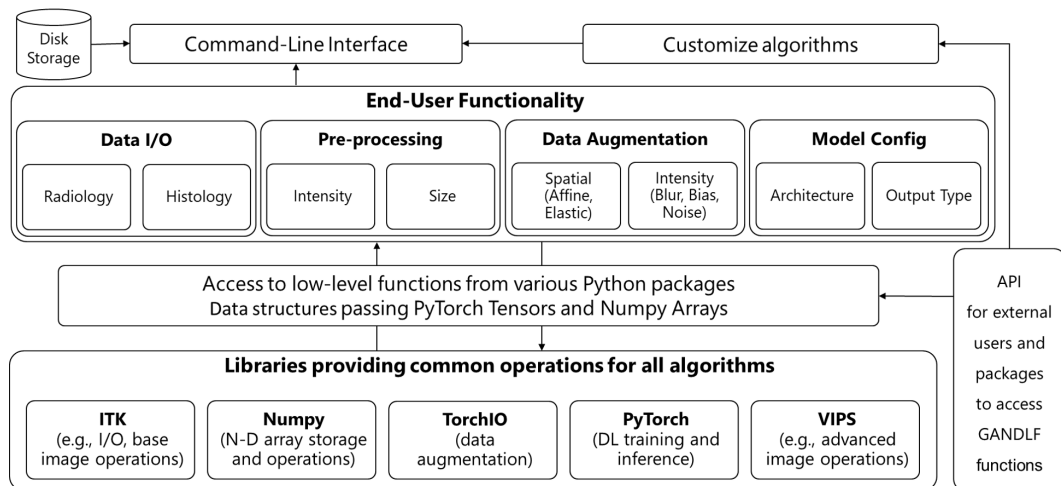 Disk
Storage
Command-Line Interface
Customize algorithms
End-User Functionality
Data I/O
Radiology
Histology
Pre-processing
Intensity
Size
Data Augmentation
Spatial
(Affine,
Elastic)
Intensity
(Blur, Bias,
Noise)
Model Config
Architecture
Output Type
Access to low-level functions from various Python packages
Data structures passing PyTorch Tensors and Numpy Arrays
API
for external
users and
packages
to access
GANDLF
functions
Libraries providing common operations for all algorithms
ITK
(e.g., I/O, base
image operations)
Numpy
(N-D array storage
and operations)
TorchIO
(data
augmentation)
PyTorch
(DL training and
inference)
VIPS
(e.g., advanced
image operations)